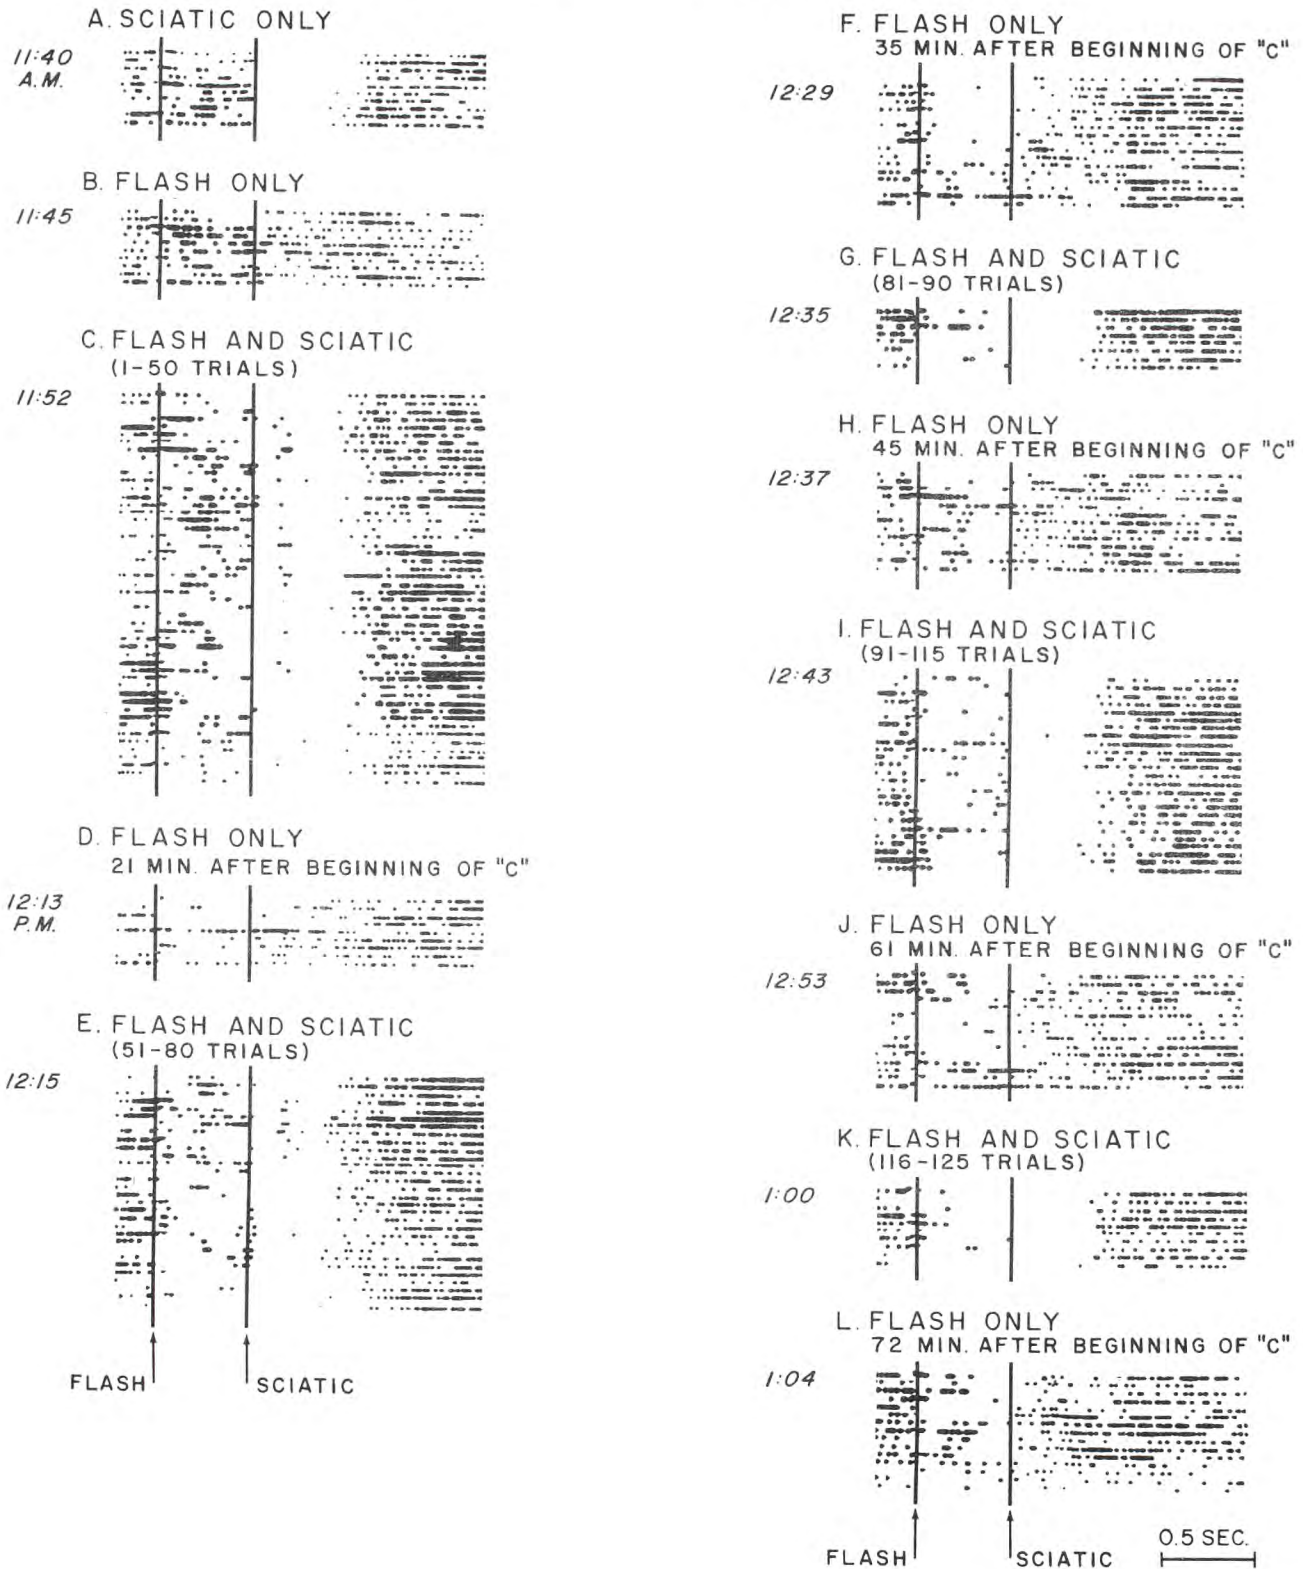 A. SCIATIC ONLY
11:40
A.M.
B. FLASH ONLY
11:45
C. FLASH AND SCIATIC
(1-50 TRIALS)
11:52
D. FLASH ONLY
21 MIN. AFTER BEGINNING OF "C"
12:13
P.M.
E. FLASH AND SCIATIC
(51-80 TRIALS)
12:15
FLASH
SCIATIC
F. FLASH ONLY
35 MIN. AFTER BEGINNING OF "C"
12:29
G. FLASH AND SCIATIC
(81-90 TRIALS)
12:35
H. FLASH ONLY
45 MIN. AFTER BEGINNING OF "C"
12:37
I. FLASH AND SCIATIC
(91-115 TRIALS)
12:43
J. FLASH ONLY
61 MIN. AFTER BEGINNING OF "C"
12:53
K. FLASH AND SCIATIC
(116-125 TRIALS)
1:00
L. FLASH ONLY
72 MIN. AFTER BEGINNING OF "C"
1:04
FLASH
SCIATIC
0.5 SEC.